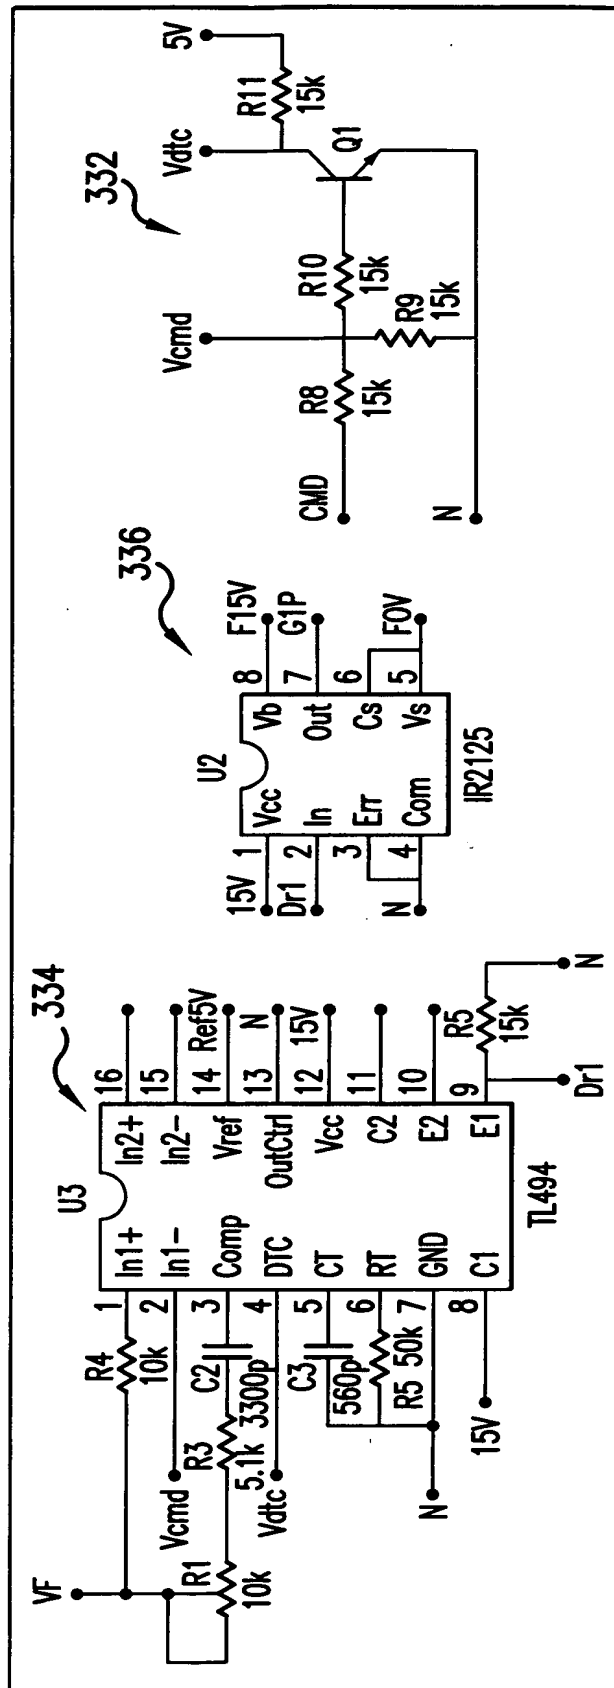 334
U3
1 In1+
2 In1-
3 Comp
4 DTC
5 CT
6 RT
7 GND
8 C1
In2+ 16
In2- 15
Vref 14
OutCtrl 13
Vcc 12
C2 11
E2 10
E1 9
TL494
VF
R4
10k
Vcmd
R1
10k
R3
5.1k
C2
3300p
Vdtc
C3
560p
R5 50k
N
15V
Ref5V
N
15V
R5
15k
N
Dr1
336
U2
15V 1 Vcc
Dr1 2 In
3 Err
N 4 Com
Vb 8 F15V
Out 7 G1P
Cs 6
Vs 5 F0V
IR2125
332
Vcmd
Vdtc
5V
R11
15k
Q1
CMD
R8
15k
R10
15k
R9
15k
N